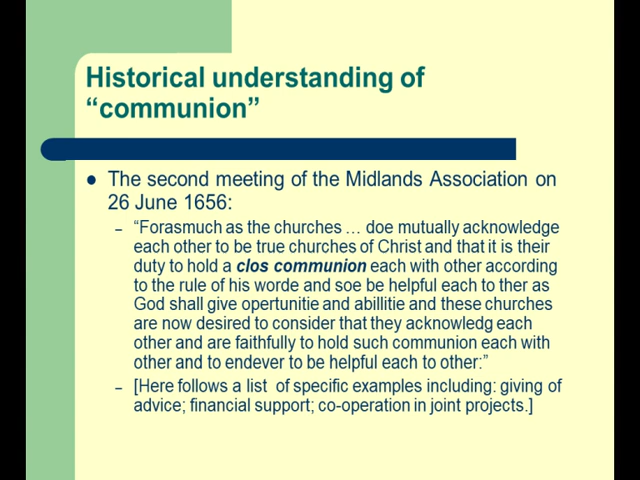 Historical understanding of
“communion”
● The second meeting of the Midlands Association on
26 June 1656:
– “Forasmuch as the churches … doe mutually acknowledge
each other to be true churches of Christ and that it is their
duty to hold a clos communion each with other according
to the rule of his worde and soe be helpful each to ther as
God shall give opertunitie and abillitie and these churches
are now desired to consider that they acknowledg each
other and are faithfully to hold such communion each with
other and to endever to be helpful each to other:”
– [Here follows a list of specific examples including: giving of
advice; financial support; co-operation in joint projects.]